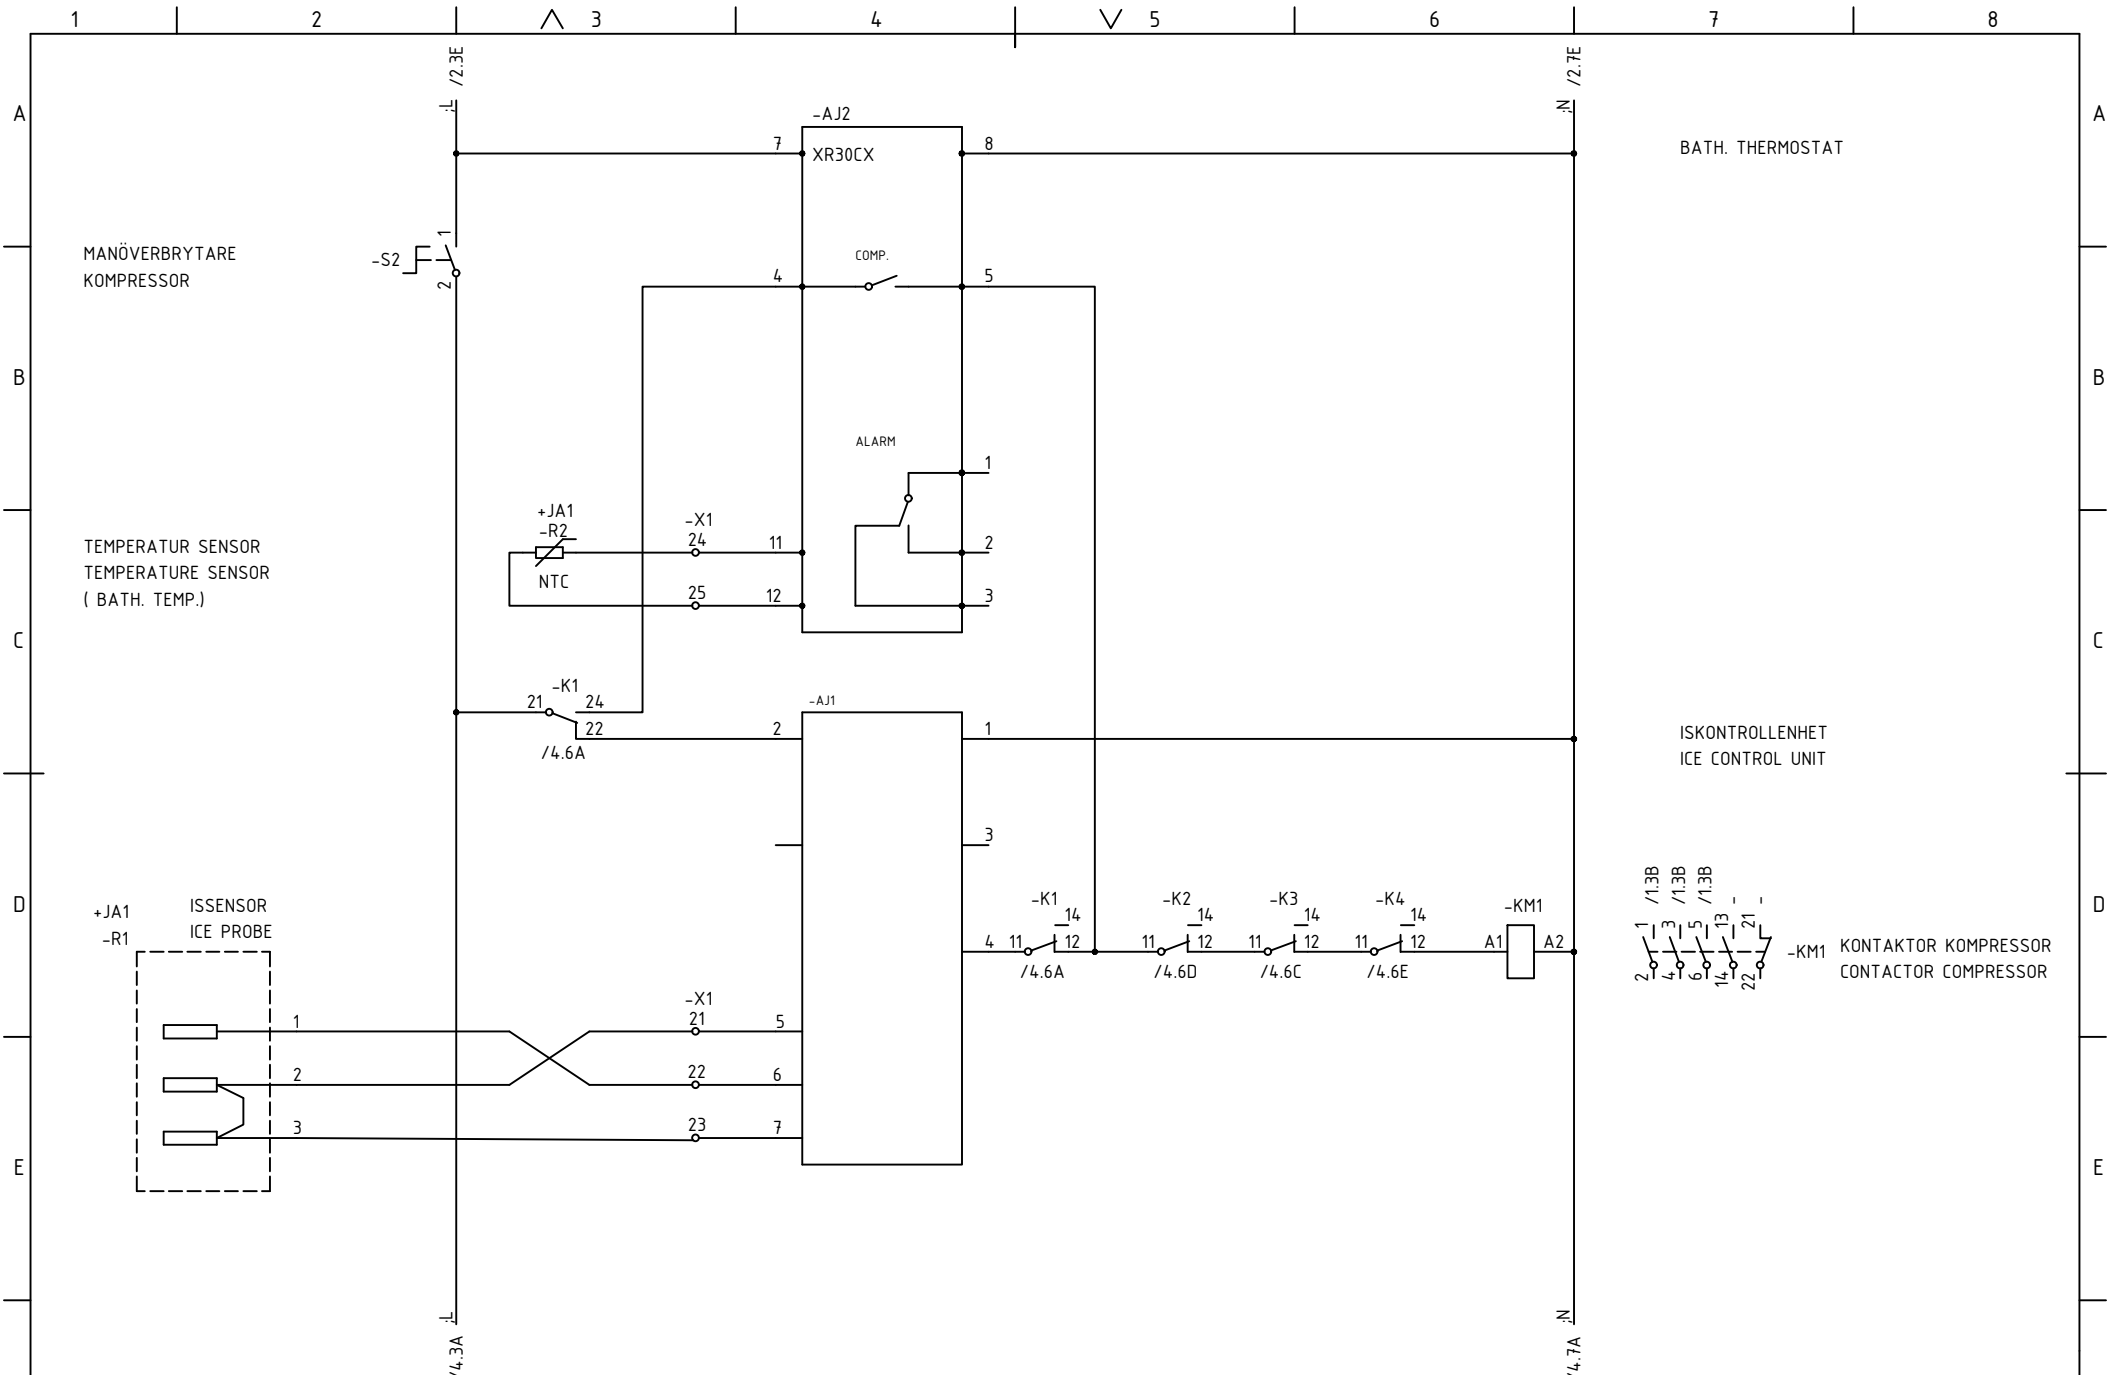 1 2 3 4 5 6 7 8
/2.3E
/2.7E
A
;L
;N
A
-AJ2
7
XR30CX
8
BATH. THERMOSTAT
MANÖVERBRYTARE
KOMPRESSOR
-S2
1
2
COMP.
4
5
B
B
ALARM
1
+JA1
-R2
NTC
-X1
24
11
2
25
12
3
TEMPERATUR SENSOR
TEMPERATURE SENSOR
( BATH. TEMP.)
C
C
-K1
21
24
22
/4.6A
-AJ1
2
1
ISKONTROLLENHET
ICE CONTROL UNIT
3
D
D
+JA1
-R1
ISSENSOR
ICE PROBE
4
-K1
14
11
12
/4.6A
-K2
14
11
12
/4.6D
-K3
14
11
12
/4.6C
-K4
14
11
12
/4.6E
-KM1
A1
A2
/1.3B
/1.3B
/1.3B
-
-
1
3
5
13
21
2
4
6
14
22
-KM1
KONTAKTOR KOMPRESSOR
CONTACTOR COMPRESSOR
-X1
1
21
5
2
22
6
3
23
7
E
E
;L
/4.3A
;N
/4.7A